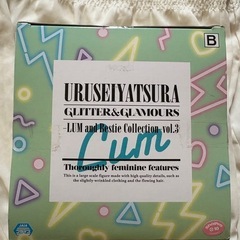 B
URUSEIYATSURA
GLITTER&GLAMOURS
-LUM and Bestie Collection- vol.3
Lum
Thoroughly feminine features
This is a large scale figure made with high quality details, such as
the slightly-wrinkled clothing and the flowing hair.